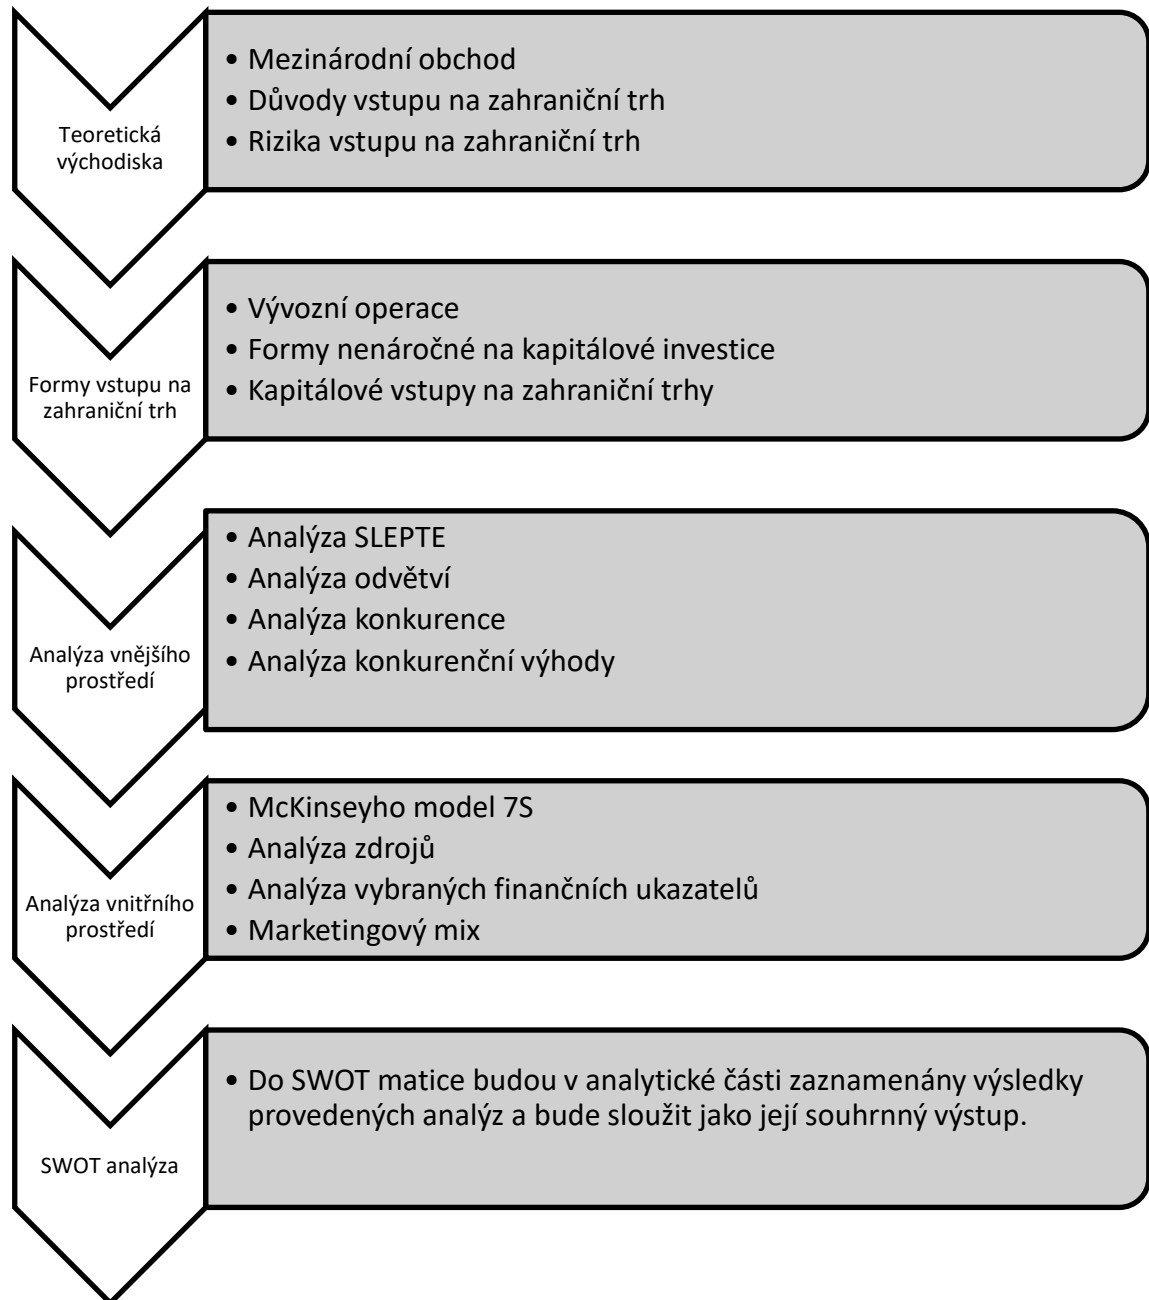 Teoretická
východiska
• Mezinárodní obchod
• Důvody vstupu na zahraniční trh
• Rizika vstupu na zahraniční trh
Formy vstupu na
zahraniční trh
• Vývozní operace
• Formy nenáročné na kapitálové investice
• Kapitálové vstupy na zahraniční trhy
Analýza vnějšího
prostředí
• Analýza SLEPTE
• Analýza odvětví
• Analýza konkurence
• Analýza konkurenční výhody
Analýza vnitřního
prostředí
• McKinseyho model 7S
• Analýza zdrojů
• Analýza vybraných finančních ukazatelů
• Marketingový mix
SWOT analýza
• Do SWOT matice budou v analytické části zaznamenány výsledky
provedených analýz a bude sloužit jako její souhrnný výstup.